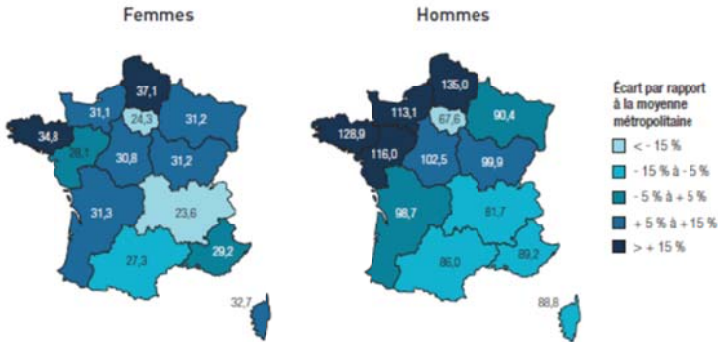 Femmes
37,1
31,1
24,3
31,2
34,8
28,1
30,8
31,2
31,3
23,6
27,3
29,2
32,7
Hommes
135,0
113,1
67,6
90,4
128,9
116,0
102,5
99,9
98,7
81,7
86,0
89,2
88,8
Écart par rapport
à la moyenne
métropolitaine
< - 15 %
- 15 % à - 5 %
- 5 % à + 5 %
+ 5 % à + 15 %
> + 15 %